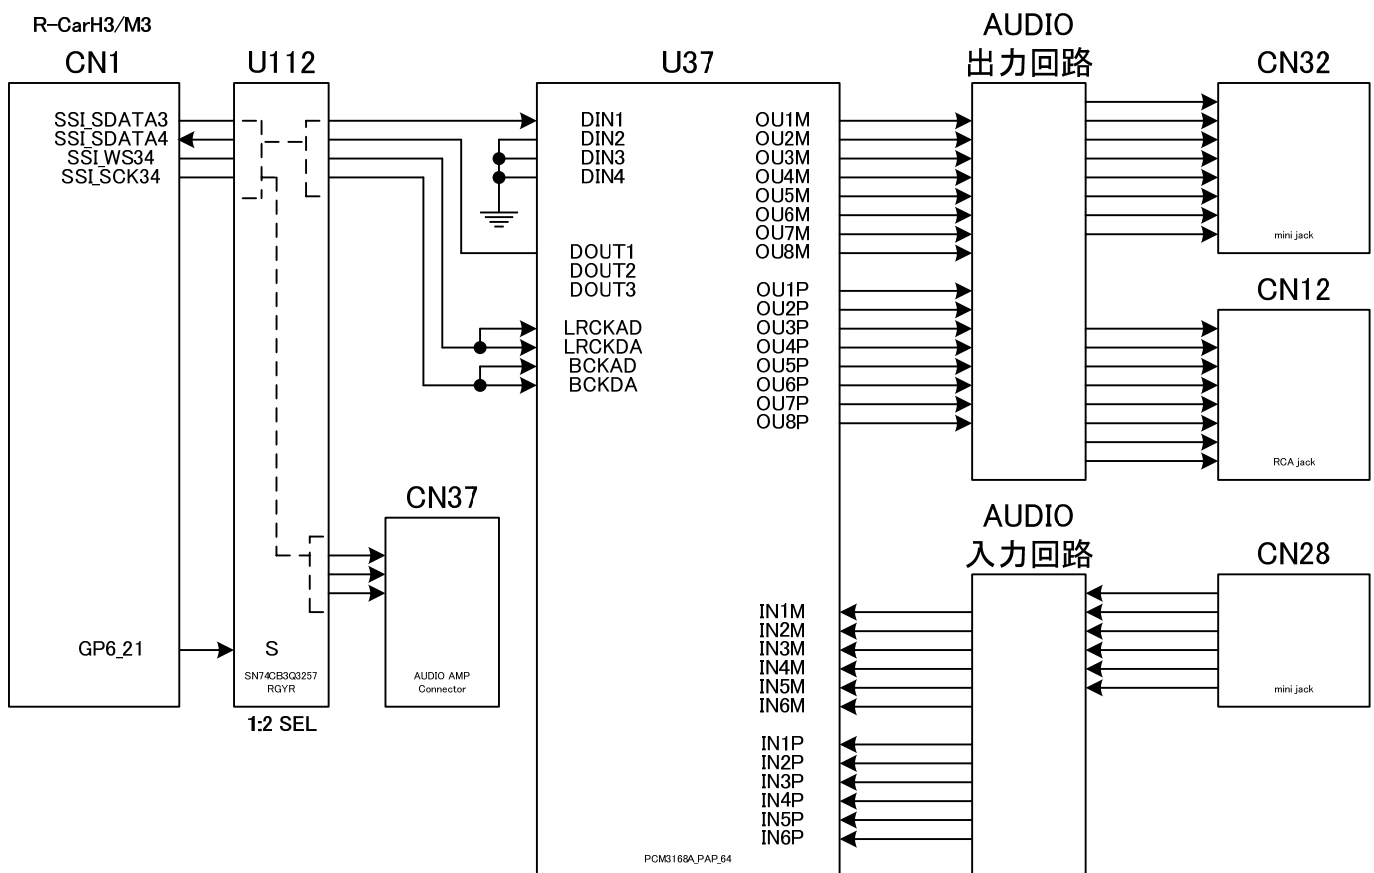 R-CarH3/M3
CN1
SSI_SDATA3
SSI_SDATA4
SSI_WS34
SSI_SCK34
GP6_21
U112
S
SN74CB3Q3257
RGYR
1:2 SEL
CN37
AUDIO AMP
Connector
U37
DIN1
DIN2
DIN3
DIN4
DOUT1
DOUT2
DOUT3
LRCKAD
LRCKDA
BCKAD
BCKDA
OU1M
OU2M
OU3M
OU4M
OU5M
OU6M
OU7M
OU8M
OU1P
OU2P
OU3P
OU4P
OU5P
OU6P
OU7P
OU8P
IN1M
IN2M
IN3M
IN4M
IN5M
IN6M
IN1P
IN2P
IN3P
IN4P
IN5P
IN6P
PCM3168A_PAP_64
AUDIO
出力回路
CN32
mini jack
CN12
RCA jack
AUDIO
入力回路
CN28
mini jack